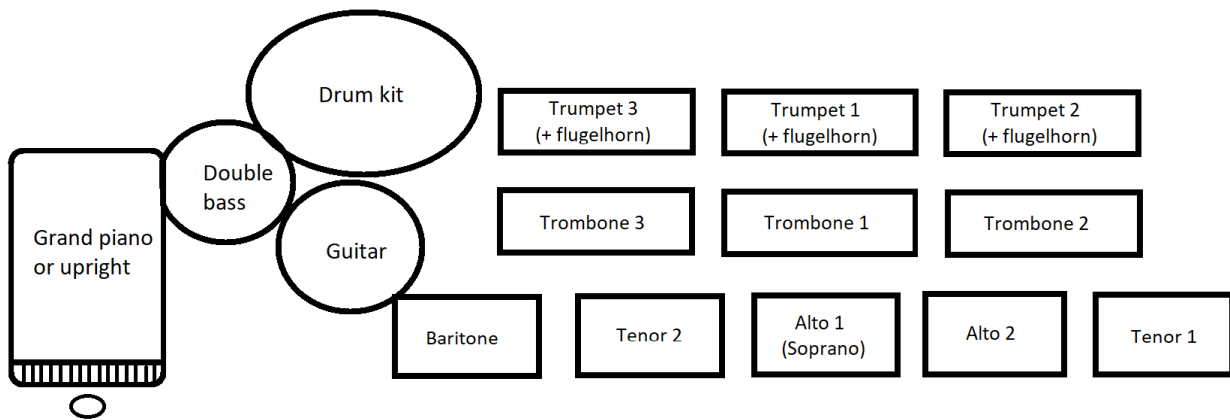 Drum kit
Trumpet 3
(+ flugelhorn)
Trumpet 1
(+ flugelhorn)
Trumpet 2
(+ flugelhorn)
Double
bass
Grand piano
or upright
Guitar
Trombone 3
Trombone 1
Trombone 2
Baritone
Tenor 2
Alto 1
(Soprano)
Alto 2
Tenor 1